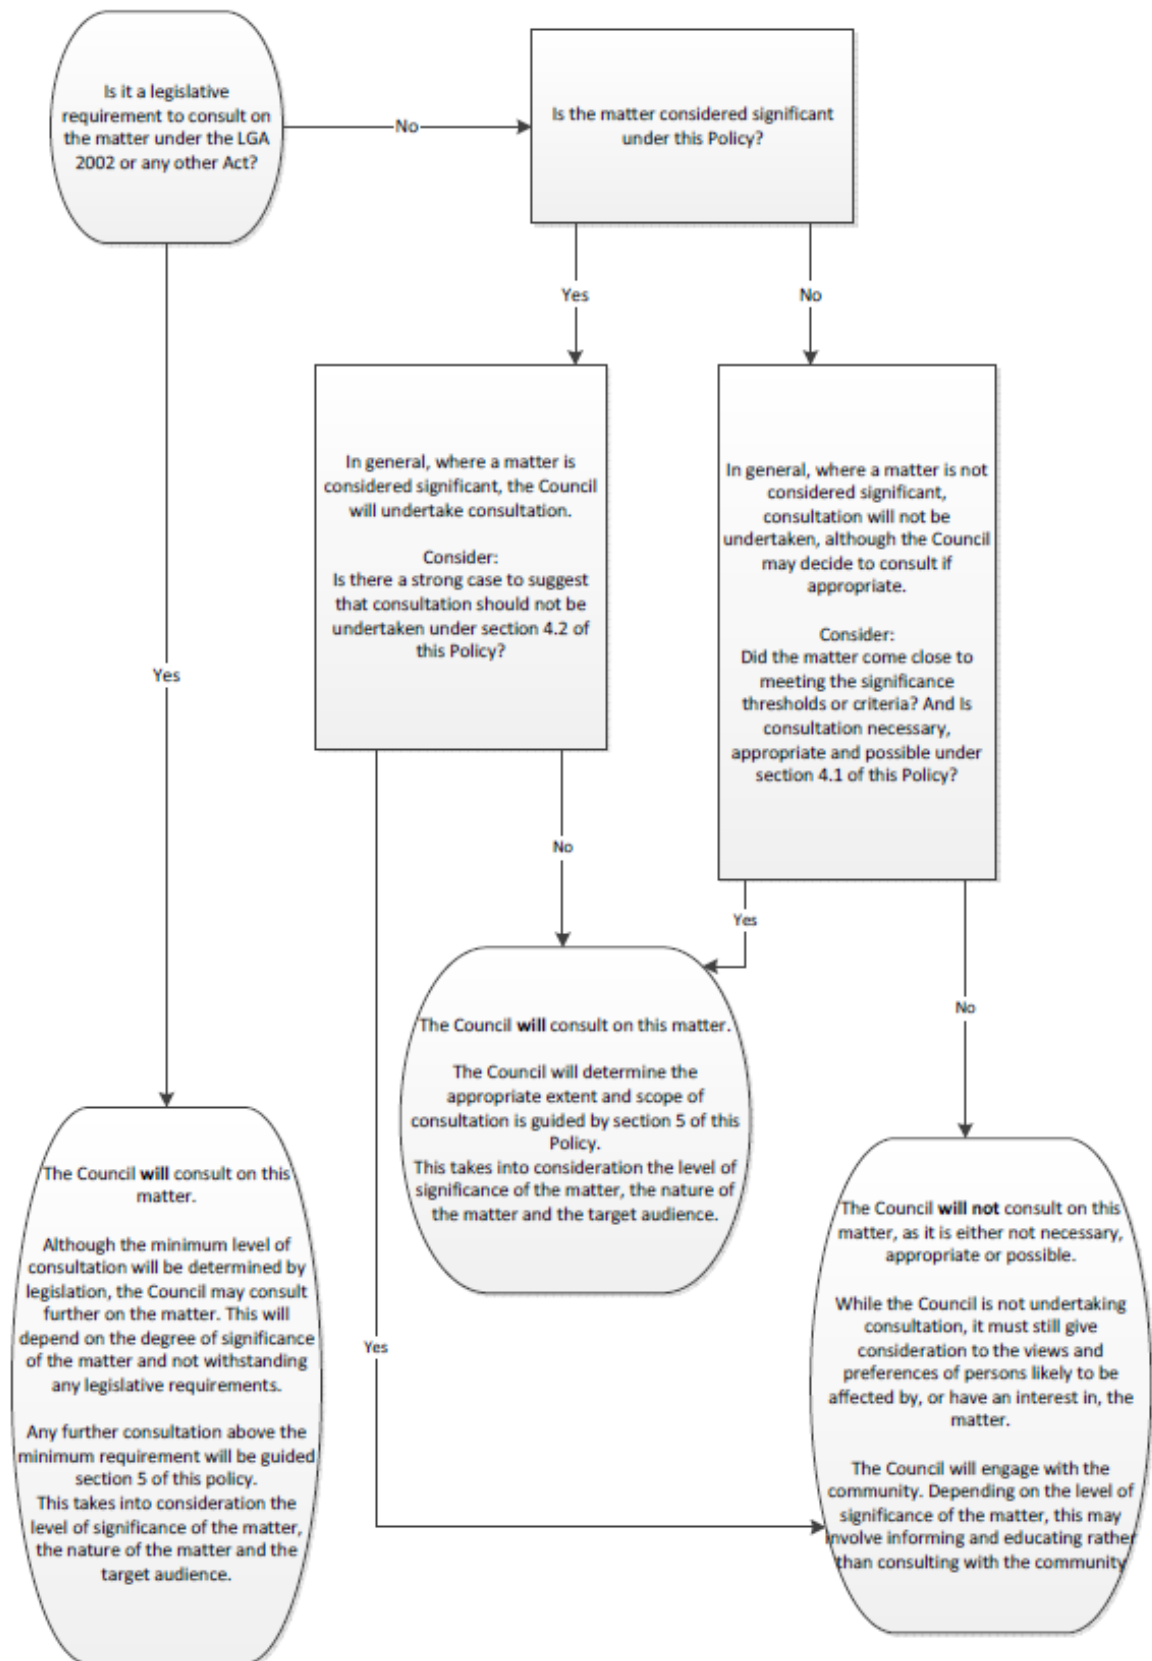 Is it a legislative
requirement to consult on
the matter under the LGA
2002 or any other Act?
No
Is the matter considered significant
under this Policy?
Yes
No
In general, where a matter is
considered significant, the Council
will undertake consultation.
Consider:
Is there a strong case to suggest
that consultation should not be
undertaken under section 4.2 of
this Policy?
In general, where a matter is not
considered significant,
consultation will not be
undertaken, although the Council
may decide to consult if
appropriate.
Consider:
Did the matter come close to
meeting the significance
thresholds or criteria? And Is
consultation necessary,
appropriate and possible under
section 4.1 of this Policy?
Yes
No
Yes
No
The Council will consult on this matter.
The Council will determine the
appropriate extent and scope of
consultation is guided by section 5 of this
Policy.
This takes into consideration the level of
significance of the matter, the nature of
the matter and the target audience.
The Council will consult on this
matter.
Although the minimum level of
consultation will be determined by
legislation, the Council may consult
further on the matter. This will
depend on the degree of significance
of the matter and not withstanding
any legislative requirements.
Any further consultation above the
minimum requirement will be guided
section 5 of this policy.
This takes into consideration the
level of significance of the matter,
the nature of the matter and the
target audience.
Yes
The Council will not consult on this
matter, as it is either not necessary,
appropriate or possible.
While the Council is not undertaking
consultation, it must still give
consideration to the views and
preferences of persons likely to be
affected by, or have an interest in, the
matter.
The Council will engage with the
community. Depending on the level of
significance of the matter, this may
involve informing and educating rather
than consulting with the community